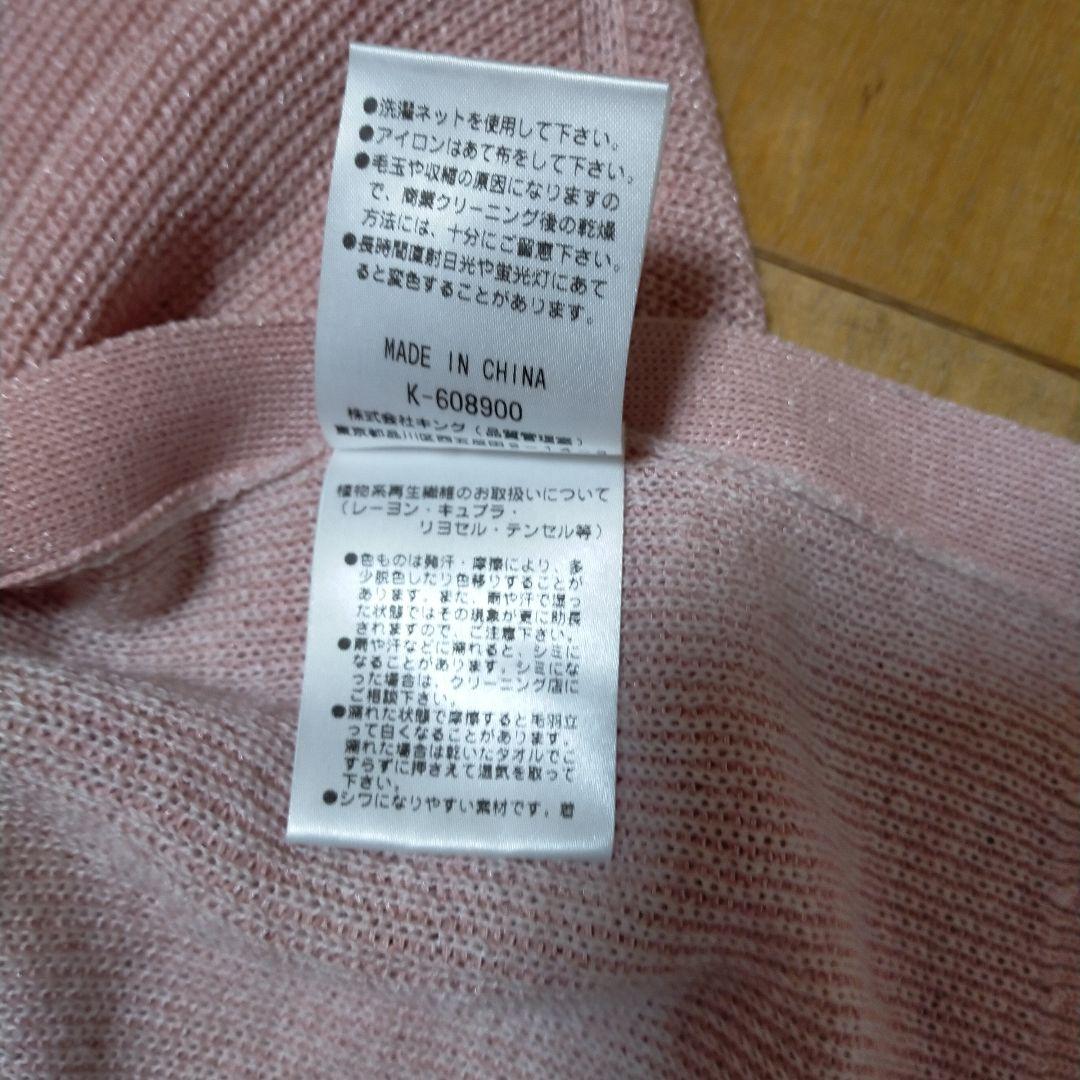 ●洗濯ネットを使用して下さい。
●アイロンはあて布をして下さい。
●毛玉や収縮の原因になりますの
で、商業クリーニング後の乾燥
方法には、十分にご留意下さい。
●長時間直射日光や蛍光灯にあて
ると変色することがあります。
MADE IN CHINA
K-608900
株式会社キング(品質管理室)
東京都品川区西五反田2-14-
植物系再生繊維のお取扱いについて
(レーヨン・キュプラ・
リヨセル・テンセル等)
●色ものは発汗・摩擦により、多
少脱色したり色移りすることが
あります。また、雨や汗で湿っ
た状態ではその現象が更に助長
されますので、ご注意下さい。
●雨や汗などに濡れると、シミに
なることがあります。シミにな
った場合は、クリーニング店に
ご相談下さい。
●濡れた状態で摩擦すると毛羽立
って白くなることがあります。
濡れた場合は乾いたタオルでこ
すらずに押さえて湿気を取って
下さい。
●シワになりやすい素材です。着